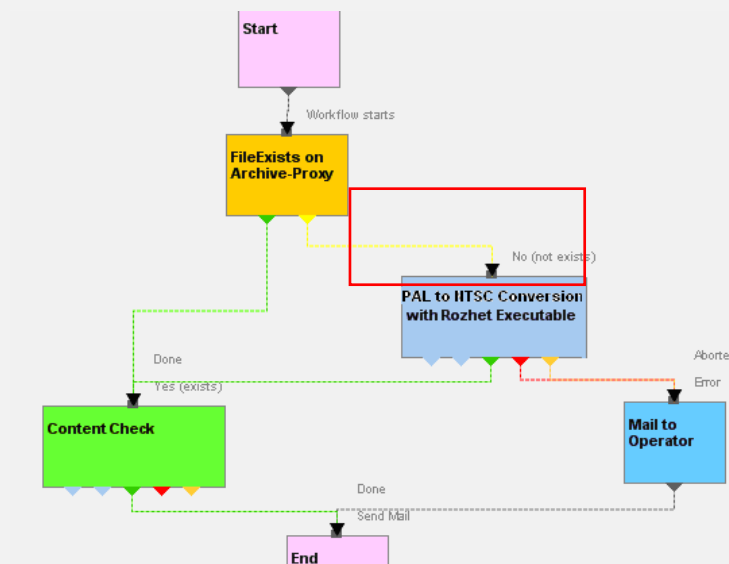 Start
Workflow starts
FileExists on
Archive-Proxy
No (not exists)
PAL to NTSC Conversion
with Rozhet Executable
Done
Yes (exists)
Aborte
Error
Content Check
Mail to
Operator
Done
Send Mail
End